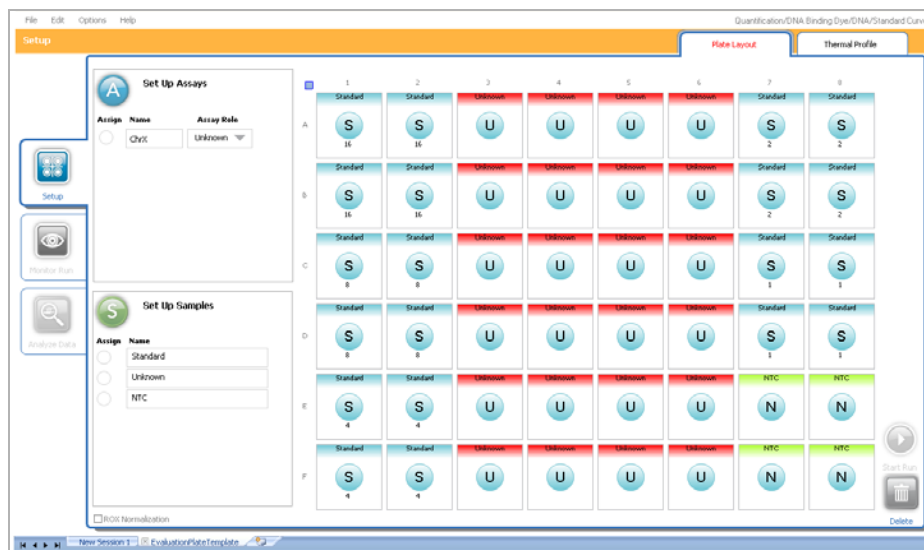 File Edit Options Help
Quantification/DNA Binding Dye/DNA/Standard Curve
Setup
Plate Layout Thermal Profile
A Set Up Assays
Assign Name Assay Role
ChrX Unknown
Setup
Monitor Run
Analyze Data
S Set Up Samples
Assign Name
Standard
Unknown
NTC
ROX Normalization
1 2 3 4 5 6 7 8
Standard Standard Unknown Unknown Unknown Unknown Standard Standard
A S S U U U U S S
16 16 2 2
Standard Standard Unknown Unknown Unknown Unknown Standard Standard
B S S U U U U S S
16 16 2 2
Standard Standard Unknown Unknown Unknown Unknown Standard Standard
C S S U U U U S S
8 8 1 1
Standard Standard Unknown Unknown Unknown Unknown Standard Standard
D S S U U U U S S
8 8 1 1
Standard Standard Unknown Unknown Unknown Unknown NTC NTC
E S S U U U U N N
4 4
Standard Standard Unknown Unknown Unknown Unknown NTC NTC
F S S U U U U N N
4 4
Start Run
Delete
New Session 1 EvaluationPlateTemplate